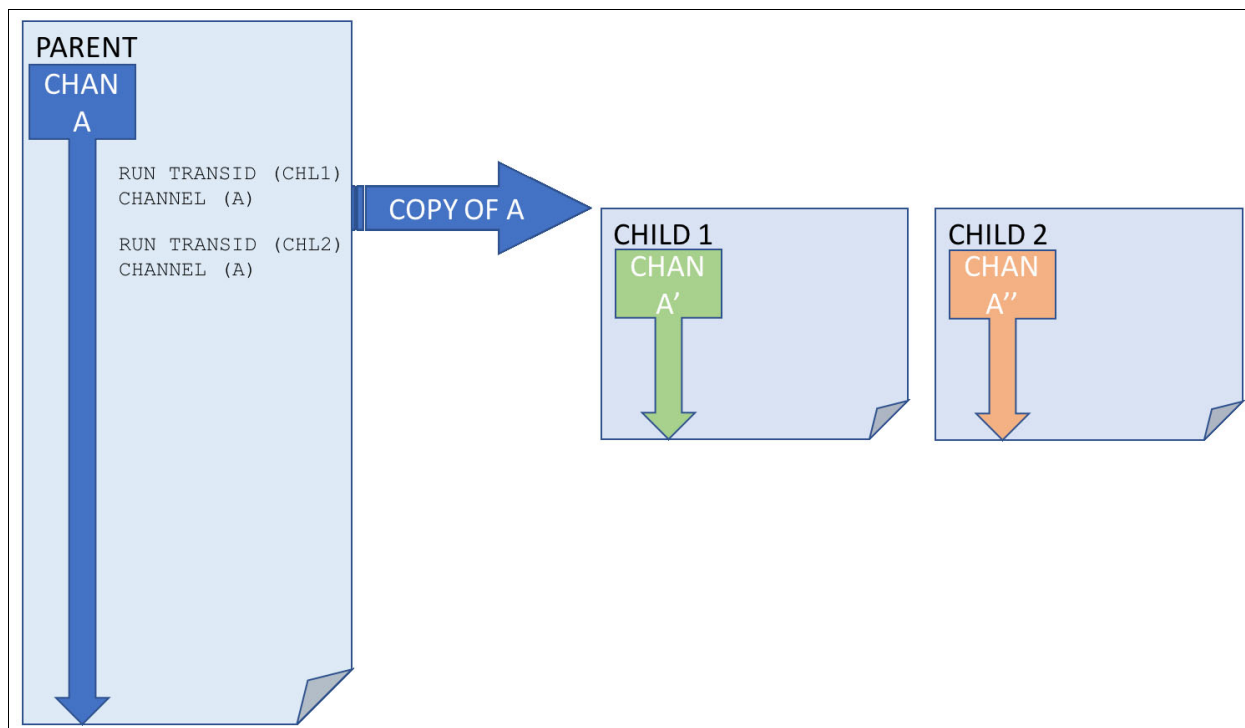 PARENT
CHAN
A
RUN TRANSID (CHL1)
CHANNEL (A)
RUN TRANSID (CHL2)
CHANNEL (A)
COPY OF A
CHILD 1
CHAN
A’
CHILD 2
CHAN
A’’